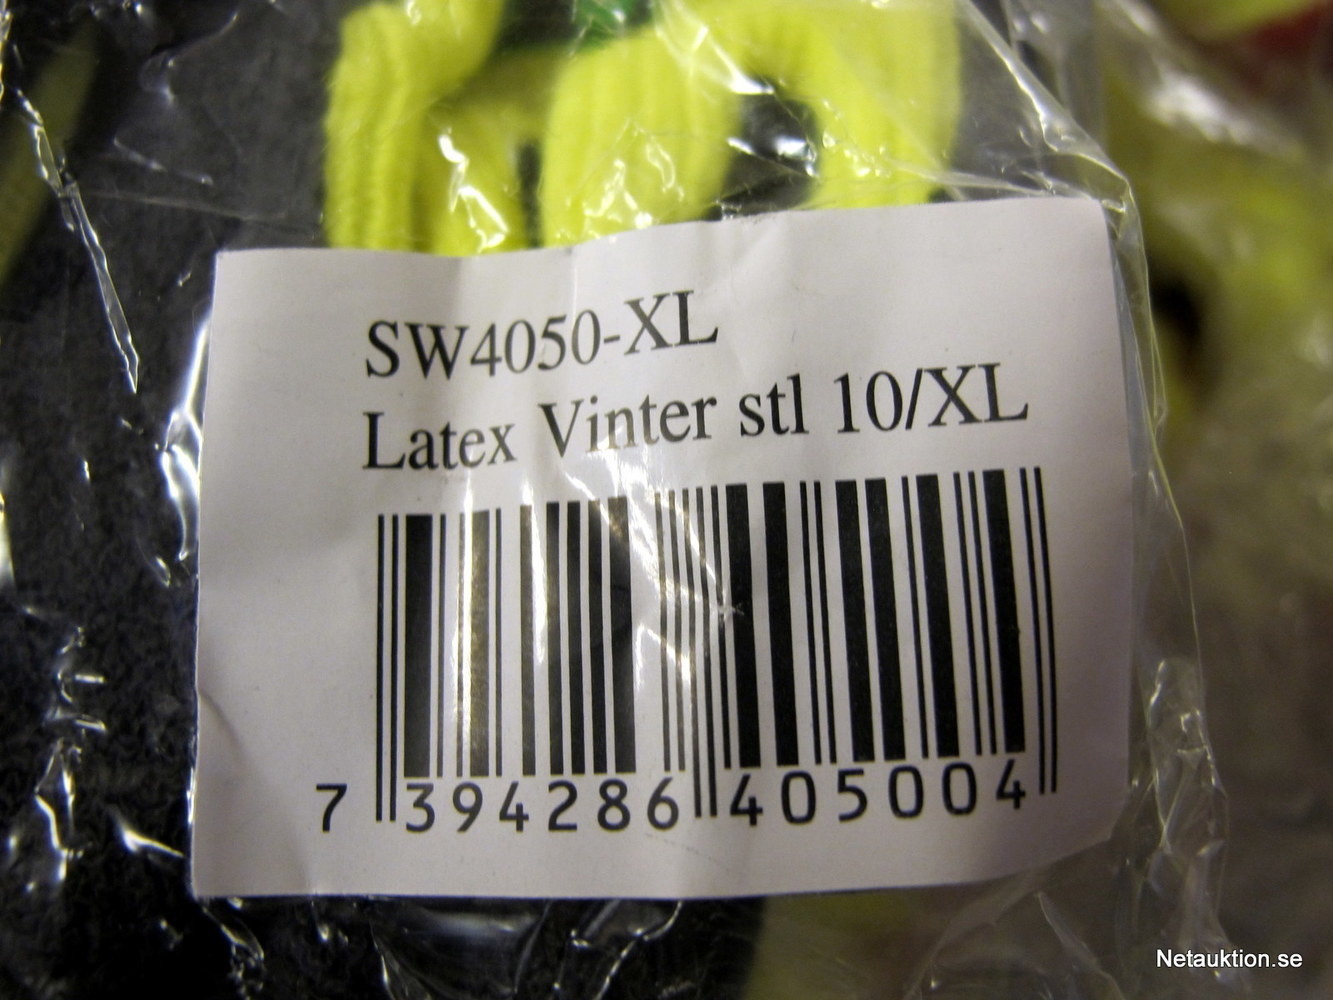 SW4050-XL
Latex Vinter stl 10/XL
7 394286 405004
Netauktion.se